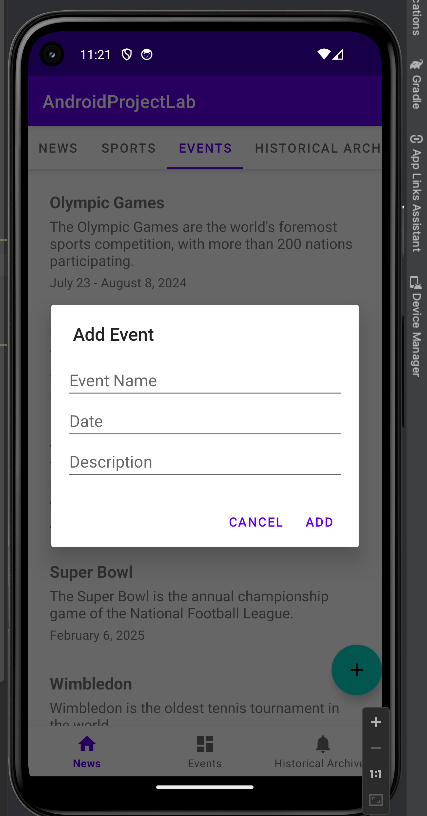 11:21
AndroidProjectLab
NEWS SPORTS EVENTS HISTORICAL ARCH
Olympic Games
The Olympic Games are the world's foremost
sports competition, with more than 200 nations
participating.
July 23 - August 8, 2024
Add Event
Event Name
Date
Description
CANCEL ADD
Super Bowl
The Super Bowl is the annual championship
game of the National Football League.
February 6, 2025
+
Wimbledon
Wimbledon is the oldest tennis tournament in
the world
News Events Historical Archive
+
1:1
cations
Gradle
App Links Assistant
Device Manager